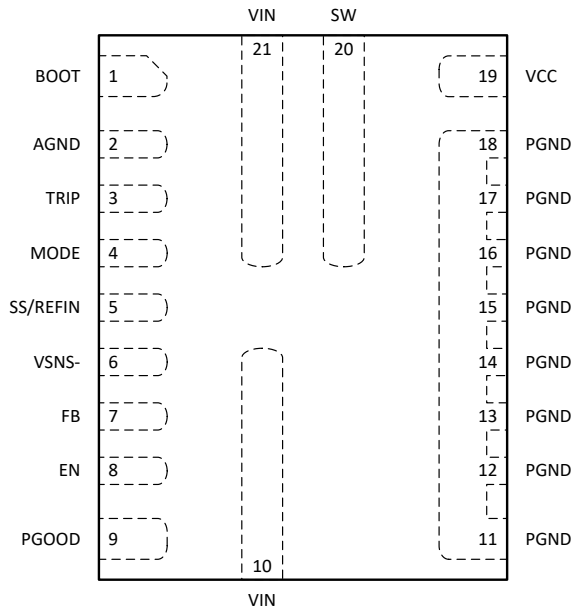 VIN SW
21 20
BOOT 1 19 VCC
AGND 2 18 PGND
TRIP 3 17 PGND
MODE 4 16 PGND
SS/REFIN 5 15 PGND
VSNS- 6 14 PGND
FB 7 13 PGND
EN 8 12 PGND
PGOOD 9 11 PGND
10
VIN